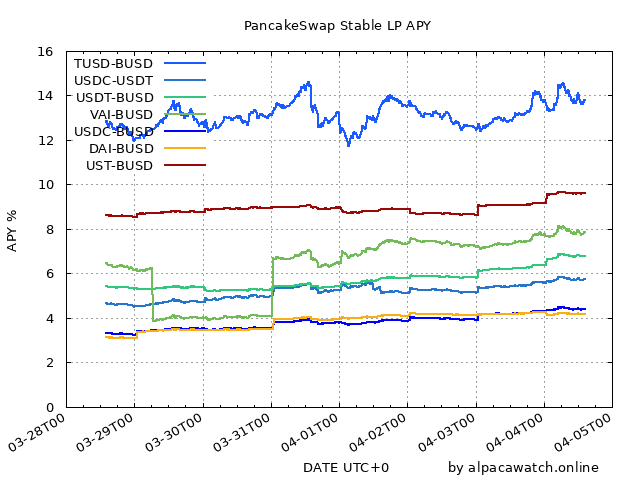 PancakeSwap Stable LP APY
TUSD-BUSD
USDC-USDT
USDT-BUSD
VAI-BUSD
USDC-BUSD
DAI-BUSD
UST-BUSD
APY %
16
14
12
10
8
6
4
2
0
03-28T00
03-29T00
03-30T00
03-31T00
04-01T00
04-02T00
04-03T00
04-04T00
04-05T00
DATE UTC+0
by alpacawatch.online